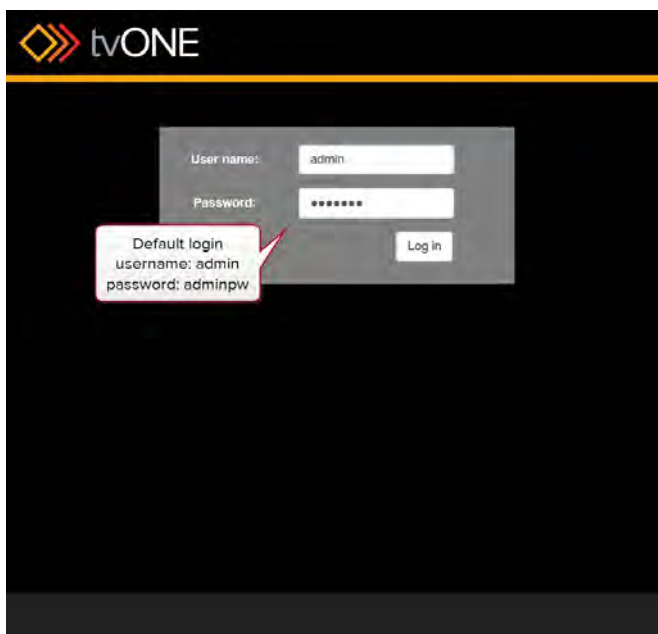 tvONE
User name: admin
Password: •••••••
Log in
Default login
username: admin
password: adminpw